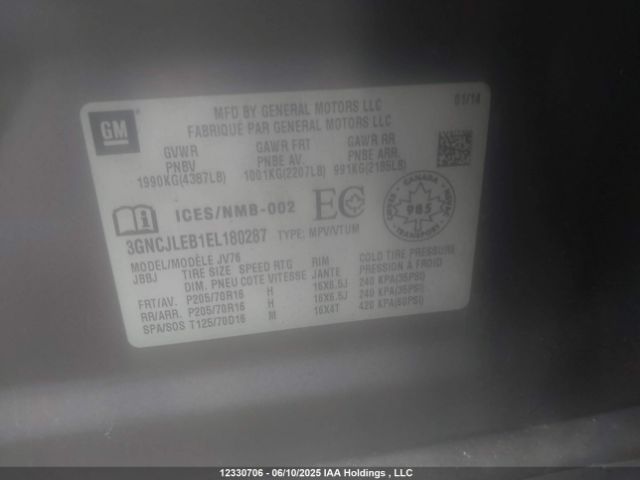 GM
MFD BY GENERAL MOTORS LLC 01/14
FABRIQUÉ PAR GENERAL MOTORS LLC
GVWR GAWR FRT GAWR RR
PNBV PNBE AV. PNBE ARR.
1990KG(4387LB) 1001KG(2207LB) 991KG(2185LB)
ICES/NMB-002 EC CANADA 985 TRANSPORT
3GNCJLEB1EL180287 TYPE: MPV/VTUM
MODEL/MODÈLE JV76
JBBJ TIRE SIZE SPEED RTG RIM COLD TIRE PRESSURE
DIM. PNEU COTE VITESSE JANTE PRESSION A FROID
FRT/AV. P205/70R16 H 16X6.5J 240 KPA(35PSI)
RR/ARR. P205/70R16 H 16X6.5J 240 KPA(35PSI)
SPA/SOS T125/70D16 M 16X4T 420 KPA(60PSI)
12330706 - 06/10/2025 IAA Holdings , LLC